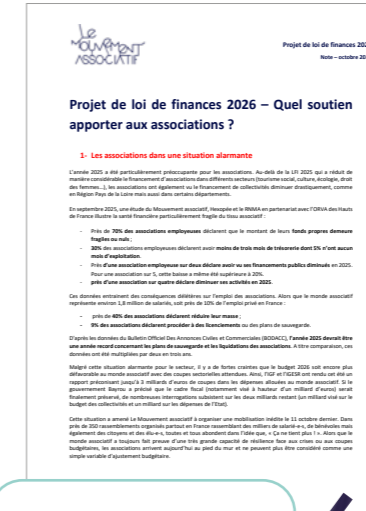 Le
MOUVEMENT
ASSOCIATIF
Projet de loi de finances 202
Note – octobre 20
Projet de loi de finances 2026 – Quel soutien
apporter aux associations ?
1- Les associations dans une situation alarmante
L'année 2025 a été particulièrement préoccupante pour les associations. Au-delà de la LFI 2025 qui a réduit de
manière considérable le financement d'associations dans différents secteurs (tourisme social, culture, écologie, droit
des femmes…), les associations ont également vu le financement de collectivités diminuer drastiquement, comme
en Région Pays de la Loire mais aussi dans certains départements.
En septembre 2025, une étude du Mouvement associatif, Hexopée et le RNMA en partenariat avec l'ORVA des Hauts
de France illustre la santé financière particulièrement fragile du tissu associatif :
- Près de 70% des associations employeuses déclarent que le montant de leurs fonds propres demeure
fragiles ou nuls ;
- 30% des associations employeuses déclarent avoir moins de trois mois de trésorerie dont 5% n'ont aucun
mois d'exploitation.
- Près d'une association employeuse sur deux déclare avoir vu ses financements publics diminués en 2025.
Pour une association sur 5, cette baisse a même été supérieure à 20%.
- près d'une association sur quatre déclare diminuer ses activités en 2025.
Ces données entrainent des conséquences délétères sur l'emploi des associations. Alors que le monde associatif
représente environ 1,8 million de salariés, soit près de 10% de l'emploi privé en France :
- près de 40% des associations déclarent réduire leur masse ;
- 9% des associations déclarent procéder à des licenciements ou des plans de sauvegarde.
D'après les données du Bulletin Officiel Des Annonces Civiles et Commerciales (BODACC), l'année 2025 devrait être
une année record concernant les plans de sauvegarde et les liquidations des associations. A titre comparaison, ces
données ont été multipliées par deux en trois ans.
Malgré cette situation alarmante pour le secteur, il y a de fortes craintes que le budget 2026 soit encore plus
défavorable au monde associatif avec des coupes sectorielles attendues. Ainsi, l'IGF et l'IGESR ont rendu cet été un
rapport préconisant jusqu'à 3 milliards d'euros de coupes dans les dépenses allouées au monde associatif. Si le
gouvernement Bayrou a précisé que le cadre fiscal (notamment visé à hauteur d'un milliard d'euros) serait
finalement préservé, de nombreuses interrogations subsistent sur les deux milliards restant (un milliard visé sur le
budget des collectivités et un milliard sur les dépenses de l'Etat).
Cette situation a amené Le Mouvement associatif à organiser une mobilisation inédite le 11 octobre dernier. Dans
près de 350 rassemblements organisés partout en France rassemblant des milliers de salarié-e-s, de bénévoles mais
également des citoyens et des élu-e-s, toutes et tous abondent dans l'idée que, « Ça ne tient plus ! ». Alors que le
monde associatif a toujours fait preuve d'une très grande capacité de résilience face aux crises ou aux coupes
budgétaires, les associations arrivent aujourd'hui au pied du mur et ne peuvent plus être considéré comme une
simple variable d'ajustement budgétaire.